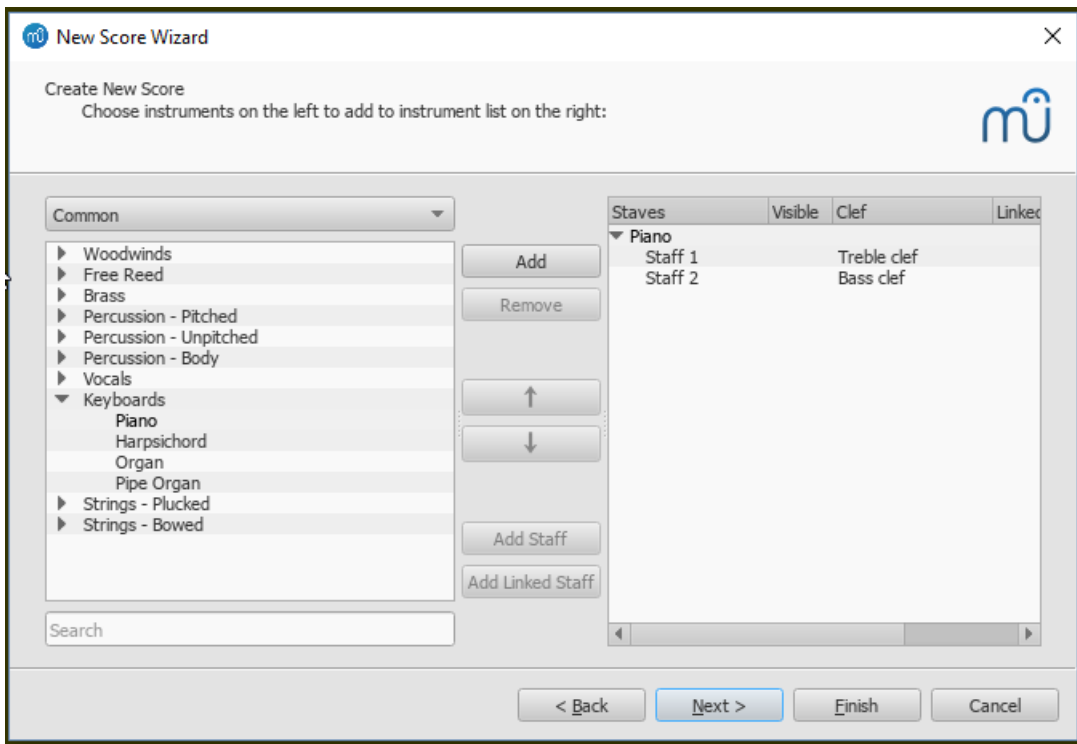 New Score Wizard
Create New Score
Choose instruments on the left to add to instrument list on the right:
Common
Woodwinds
Free Reed
Brass
Percussion - Pitched
Percussion - Unpitched
Percussion - Body
Vocals
Keyboards
Piano
Harpsichord
Organ
Pipe Organ
Strings - Plucked
Strings - Bowed
Search
Add
Remove
Add Staff
Add Linked Staff
Staves Visible Clef Linked
Piano
Staff 1 Treble clef
Staff 2 Bass clef
< Back Next > Finish Cancel